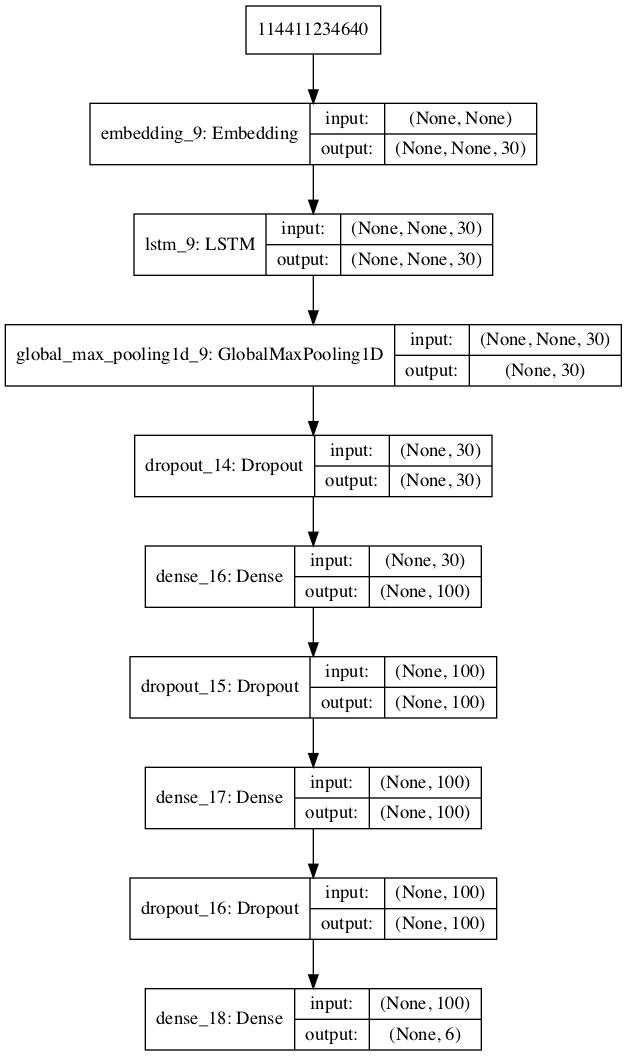 114411234640
embedding_9: Embedding
input: (None, None)
output: (None, None, 30)
lstm_9: LSTM
input: (None, None, 30)
output: (None, None, 30)
global_max_pooling1d_9: GlobalMaxPooling1D
input: (None, None, 30)
output: (None, 30)
dropout_14: Dropout
input: (None, 30)
output: (None, 30)
dense_16: Dense
input: (None, 30)
output: (None, 100)
dropout_15: Dropout
input: (None, 100)
output: (None, 100)
dense_17: Dense
input: (None, 100)
output: (None, 100)
dropout_16: Dropout
input: (None, 100)
output: (None, 100)
dense_18: Dense
input: (None, 100)
output: (None, 6)